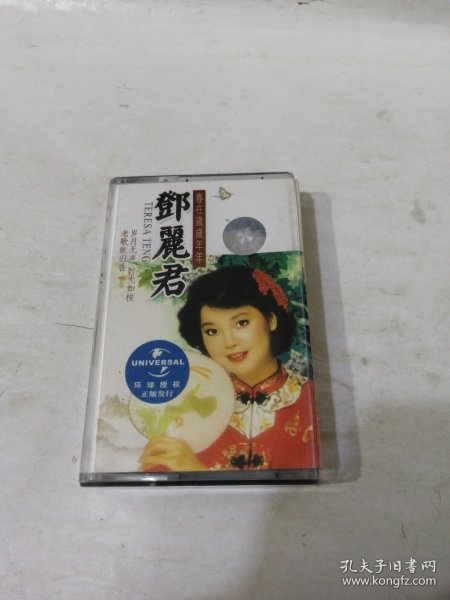 鄧麗君
TERESA TENG
春在歲歲年年
岁月无声 时光如梭
老歌依旧香
UNIVERSAL
环球授权
正版发行
孔夫子旧书网
www.kongfz.com